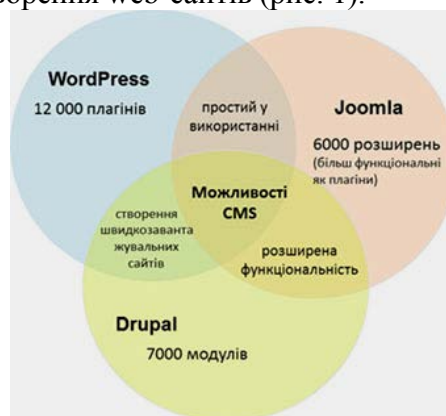 ворення web-сайтів (рис. 1).
WordPress
12 000 плагінів
простий у
використанні
Joomla
6000 розширень
(більш функціональні
як плагіни)
Можливості
CMS
створення
швидкозаванта
жувальних
сайтів
розширена
функціональність
Drupal
7000 модулів